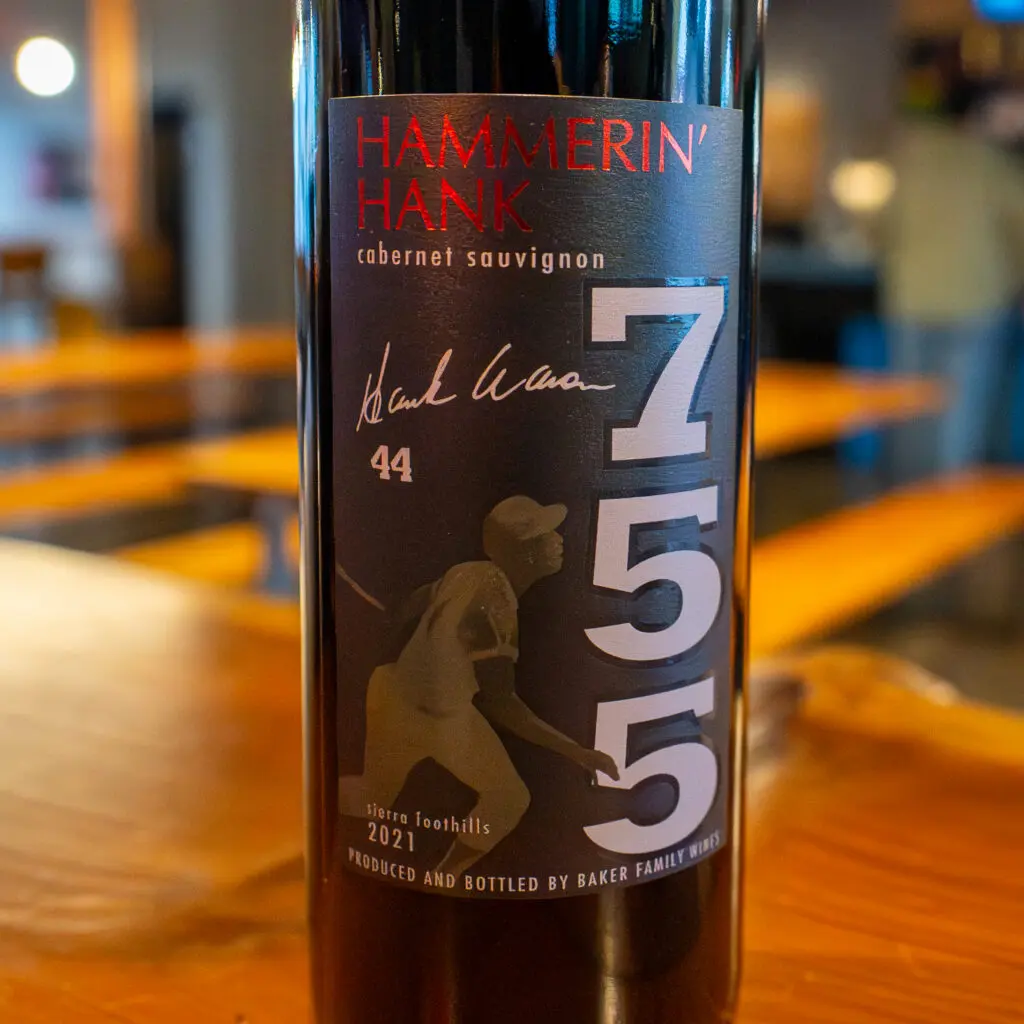 HAMMERIN'
HANK
cabernet sauvignon
7
5
5
Hank Aaron
44
sierra foothills
2021
PRODUCED AND BOTTLED BY BAKER FAMILY WINES